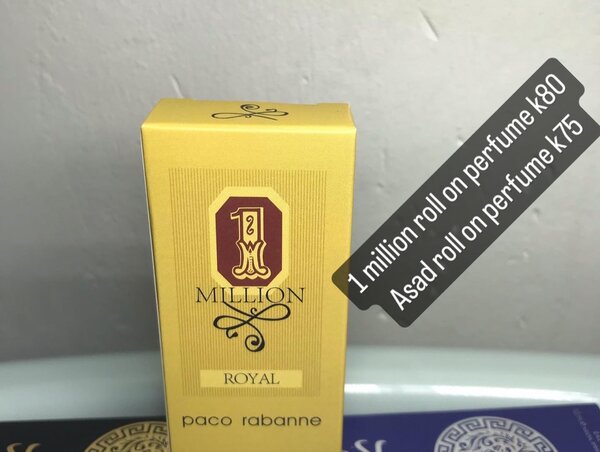 1 million roll on perfume k80
Asad roll on perfume k75
1
MILLION
ROYAL
paco rabanne